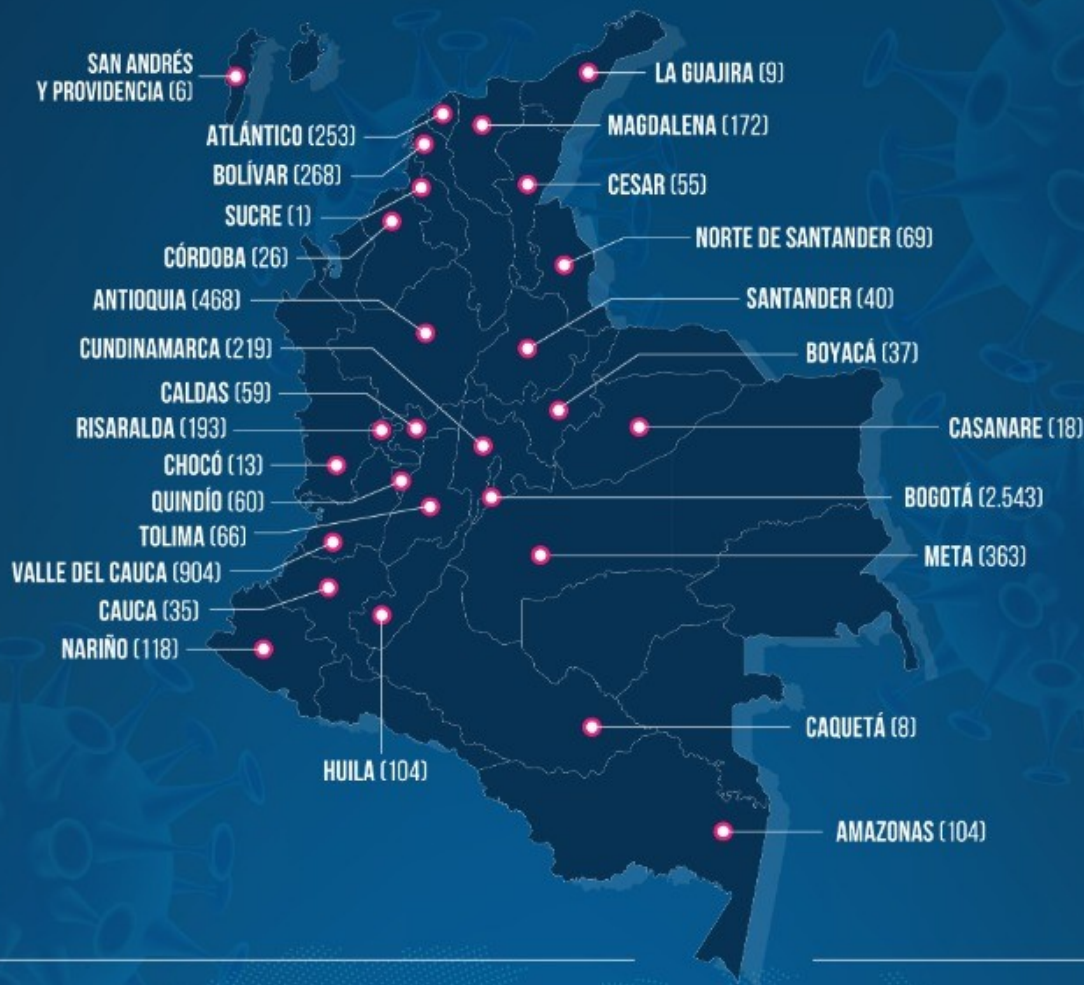 SAN ANDRÉS
Y PROVIDENCIA (6)
ATLÁNTICO (253)
BOLÍVAR (268)
SUCRE (1)
CÓRDOBA (26)
ANTIOQUIA (468)
CUNDINAMARCA (219)
CALDAS (59)
RISARALDA (193)
CHOCÓ (13)
QUINDÍO (60)
TOLIMA (66)
VALLE DEL CAUCA (904)
CAUCA (35)
NARIÑO (118)
HUILA (104)
LA GUAJIRA (9)
MAGDALENA (172)
CESAR (55)
NORTE DE SANTANDER (69)
SANTANDER (40)
BOYACÁ (37)
CASANARE (18)
BOGOTÁ (2.543)
META (363)
CAQUETÁ (8)
AMAZONAS (104)